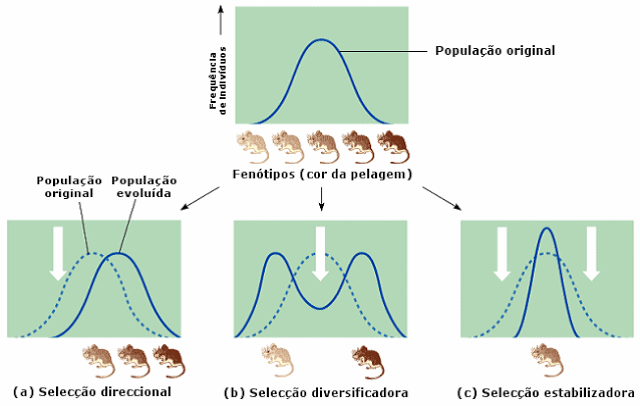 Frequência
de Indivíduos
População original
Fenótipos (cor da pelagem)
População
original
População
evoluída
(a) Selecção direccional
(b) Selecção diversificadora
(c) Selecção estabilizadora